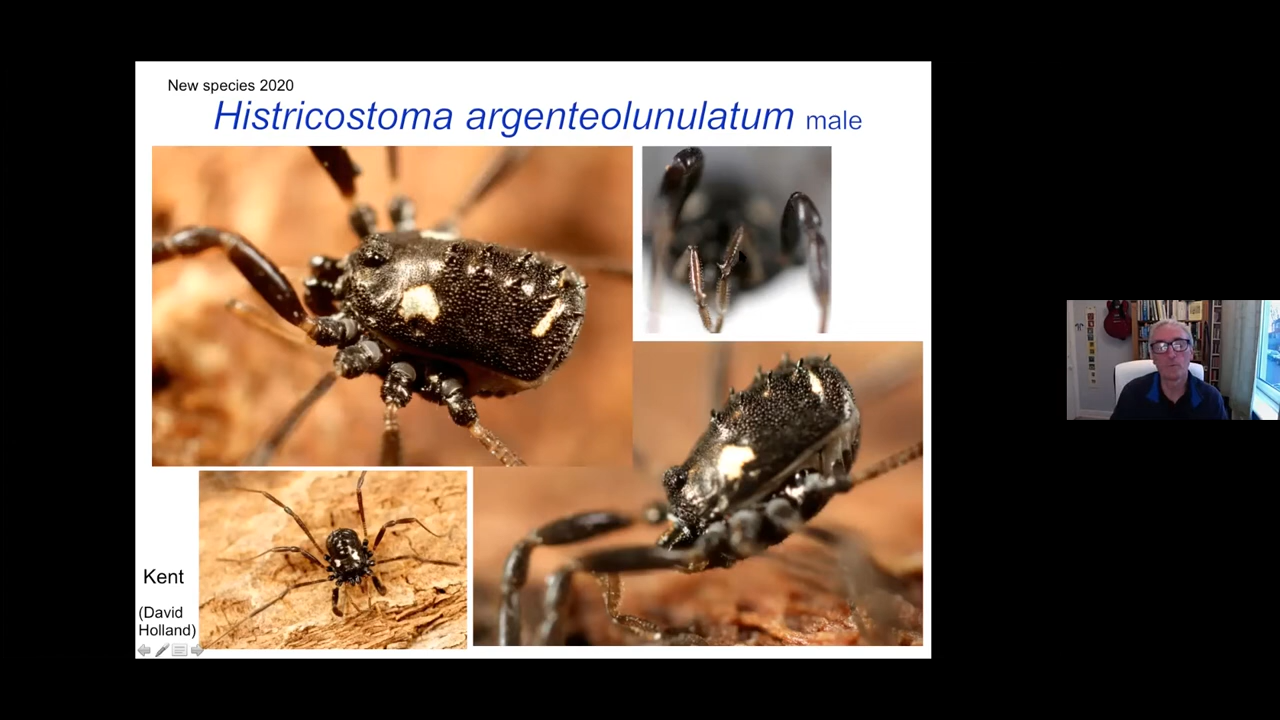 New species 2020
Histricostoma argenteolunulatum male
Kent
(David
Holland)